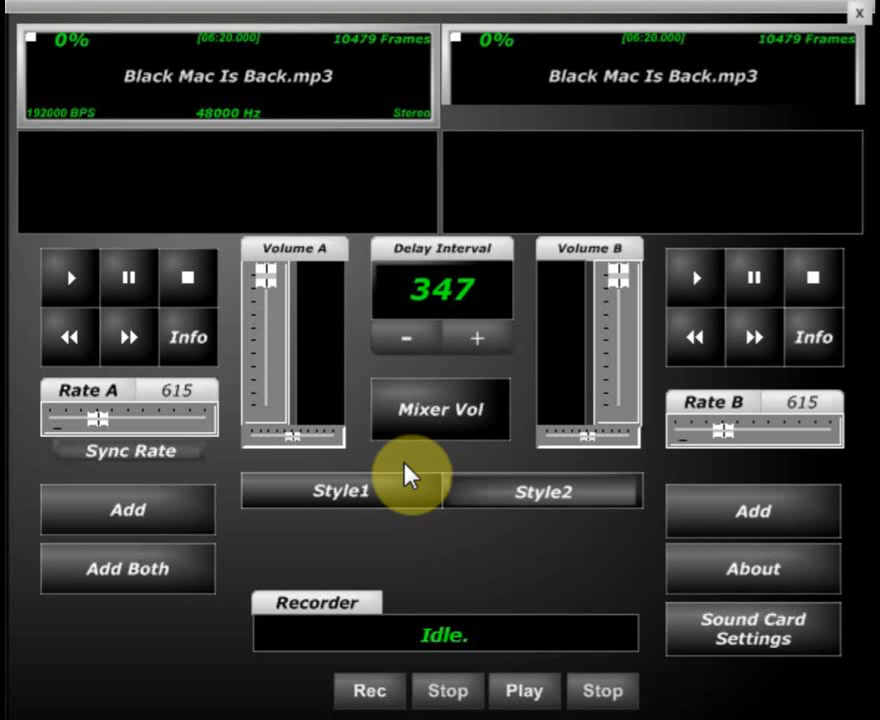 x
0% [06:20.000] 10479 Frames
Black Mac Is Back.mp3
192000 BPS 48000 Hz Stereo
0% [06:20.000] 10479 Frames
Black Mac Is Back.mp3
Volume A
Delay Interval
Volume B
347
- +
Info
Info
Rate A 615
Mixer Vol
Rate B 615
Sync Rate
Style1
Style2
Add
Add
Add Both
About
Recorder
Sound Card
Settings
Idle.
Rec
Stop
Play
Stop